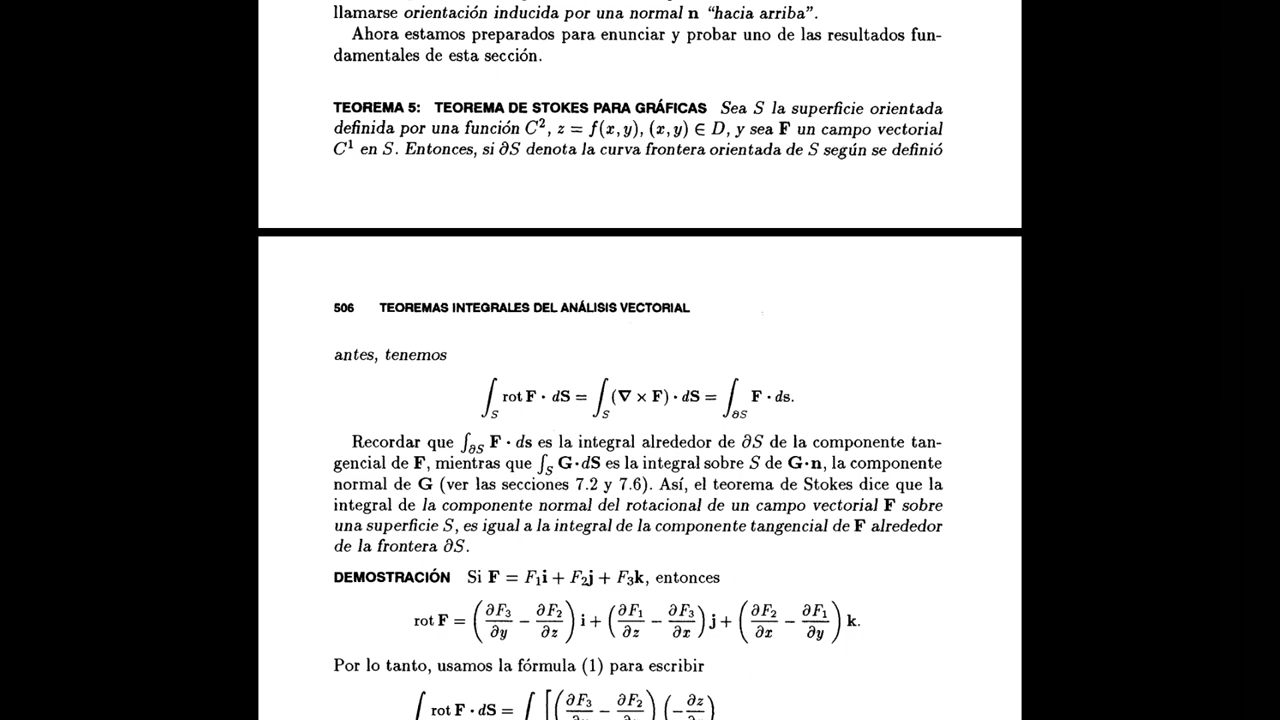 llamarse orientación inducida por una normal n “hacia arriba”.
Ahora estamos preparados para enunciar y probar uno de las resultados fun-
damentales de esta sección.
TEOREMA 5: TEOREMA DE STOKES PARA GRÁFICAS Sea S la superficie orientada
definida por una función C², z = f(x, y), (x, y) ∈ D, y sea F un campo vectorial
C¹ en S. Entonces, si ∂S denota la curva frontera orientada de S según se definió
506 TEOREMAS INTEGRALES DEL ANÁLISIS VECTORIAL
antes, tenemos
∫_S rot F · dS = ∫_S (∇ × F) · dS = ∫_∂S F · ds.
Recordar que ∫_∂S F · ds es la integral alrededor de ∂S de la componente tan-
gencial de F, mientras que ∫_S G·dS es la integral sobre S de G·n, la componente
normal de G (ver las secciones 7.2 y 7.6). Así, el teorema de Stokes dice que la
integral de la componente normal del rotacional de un campo vectorial F sobre
una superficie S, es igual a la integral de la componente tangencial de F alrededor
de la frontera ∂S.
DEMOSTRACIÓN Si F = F₁i + F₂j + F₃k, entonces
rot F = (∂F₃/∂y − ∂F₂/∂z) i + (∂F₁/∂z − ∂F₃/∂x) j + (∂F₂/∂x − ∂F₁/∂y) k.
Por lo tanto, usamos la fórmula (1) para escribir
∫ rot F · dS = ∫ [(∂F₃ − ∂F₂) (−∂z)